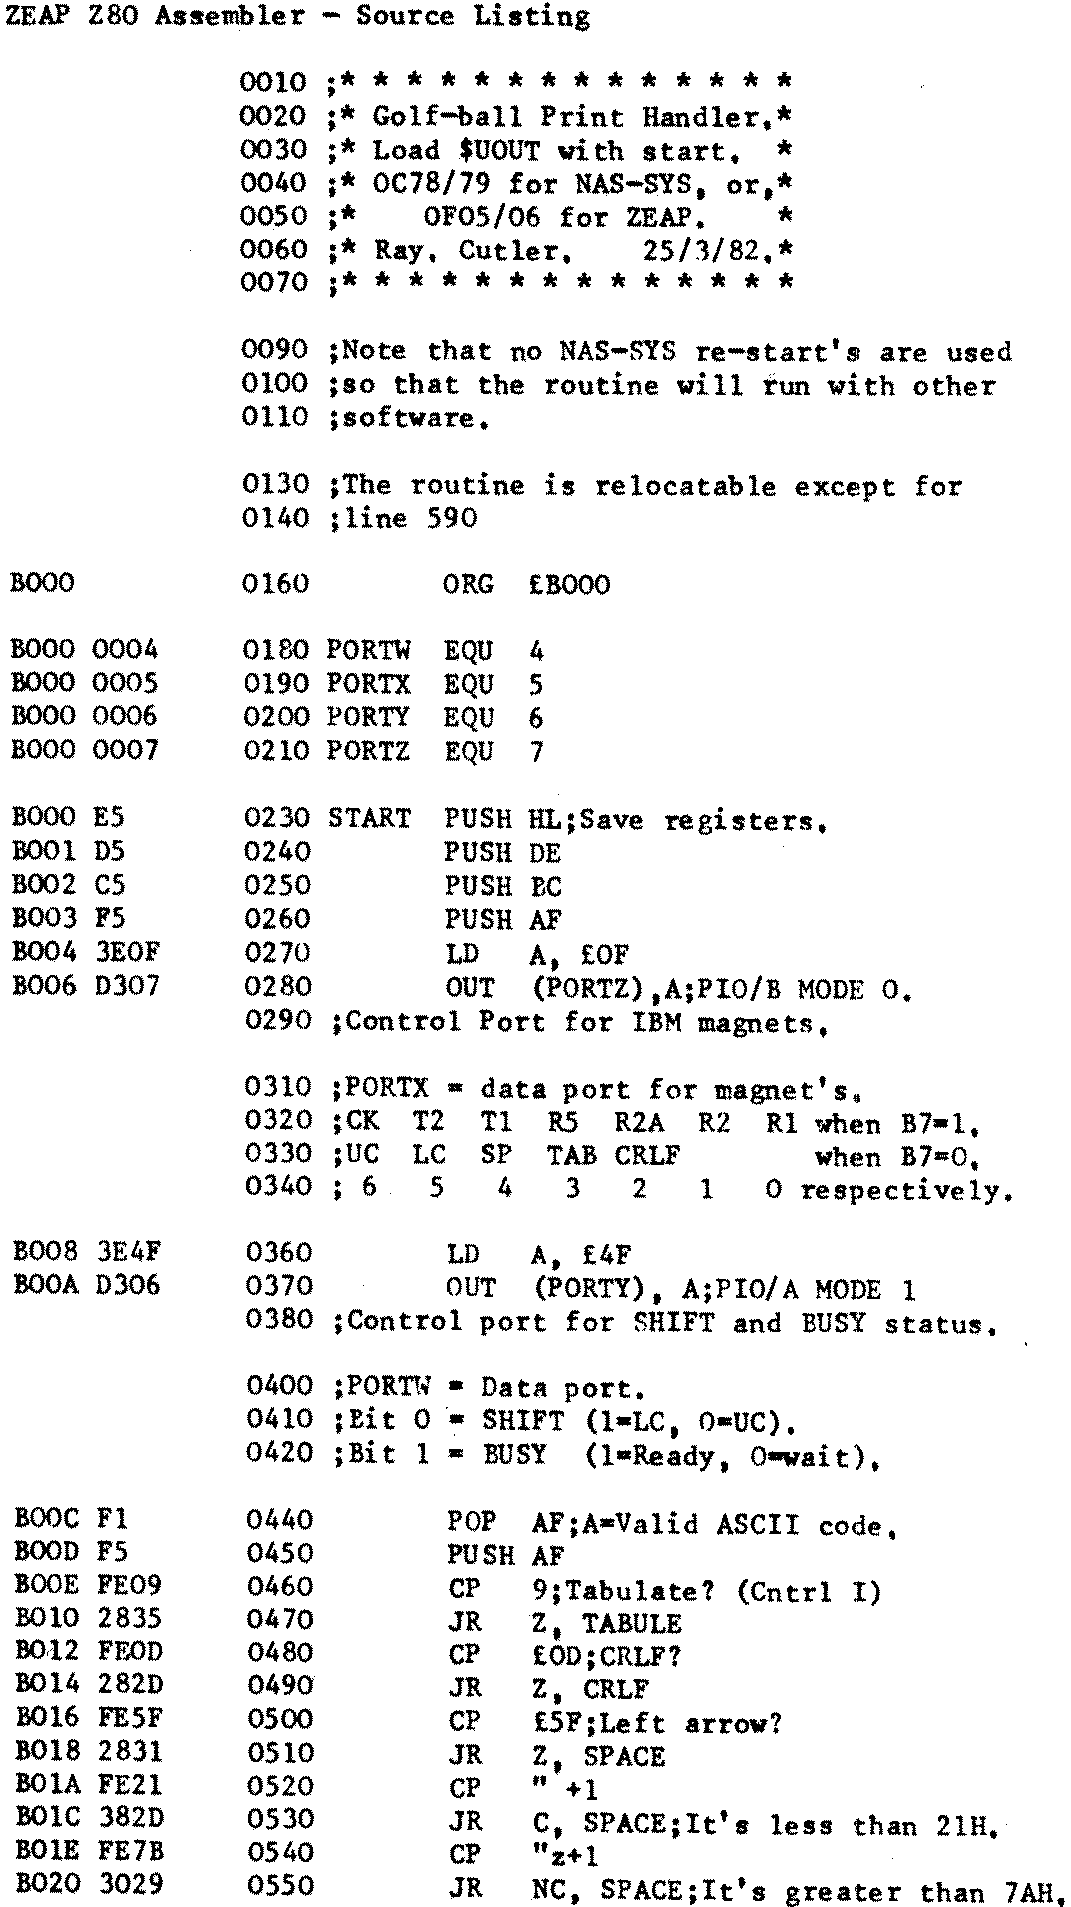 ZEAP Z80 Assembler - Source Listing
0010 ;* * * * * * * * * * * * * *
0020 ;* Golf-ball Print Handler.*
0030 ;* Load $UOUT with start.  *
0040 ;* 0C78/79 for NAS-SYS, or,*
0050 ;*    0F05/06 for ZEAP.    *
0060 ;* Ray. Cutler.    25/3/82.*
0070 ;* * * * * * * * * * * * * *
0090 ;Note that no NAS-SYS re-start's are used
0100 ;so that the routine will run with other
0110 ;software.
0130 ;The routine is relocatable except for
0140 ;line 590
B000          0160        ORG  £B000
B000 0004     0180 PORTW  EQU  4
B000 0005     0190 PORTX  EQU  5
B000 0006     0200 PORTY  EQU  6
B000 0007     0210 PORTZ  EQU  7
B000 E5       0230 START  PUSH HL;Save registers.
B001 D5       0240        PUSH DE
B002 C5       0250        PUSH BC
B003 F5       0260        PUSH AF
B004 3E0F     0270        LD   A, £0F
B006 D307     0280        OUT  (PORTZ),A;PIO/B MODE 0.
0290 ;Control Port for IBM magnets.
0310 ;PORTX = data port for magnet's.
0320 ;CK  T2  T1  R5  R2A  R2  R1 when B7=1.
0330 ;UC  LC  SP  TAB CRLF        when B7=0.
0340 ; 6   5   4   3   2   1   0 respectively.
B008 3E4F     0360        LD   A, £4F
B00A D306     0370        OUT  (PORTY), A;PIO/A MODE 1
0380 ;Control port for SHIFT and BUSY status.
0400 ;PORTW = Data port.
0410 ;Bit 0 = SHIFT (1=LC, 0=UC).
0420 ;Bit 1 = BUSY  (1=Ready, 0=wait).
B00C F1       0440        POP  AF;A=Valid ASCII code.
B00D F5       0450        PUSH AF
B00E FE09     0460        CP   9;Tabulate? (Cntrl I)
B010 2835     0470        JR   Z, TABULE
B012 FE0D     0480        CP   £0D;CRLF?
B014 282D     0490        JR   Z, CRLF
B016 FE5F     0500        CP   £5F;Left arrow?
B018 2831     0510        JR   Z, SPACE
B01A FE21     0520        CP   " +1
B01C 382D     0530        JR   C, SPACE;It's less than 21H.
B01E FE7B     0540        CP   "z+1
B020 3029     0550        JR   NC, SPACE;It's greater than 7AH.